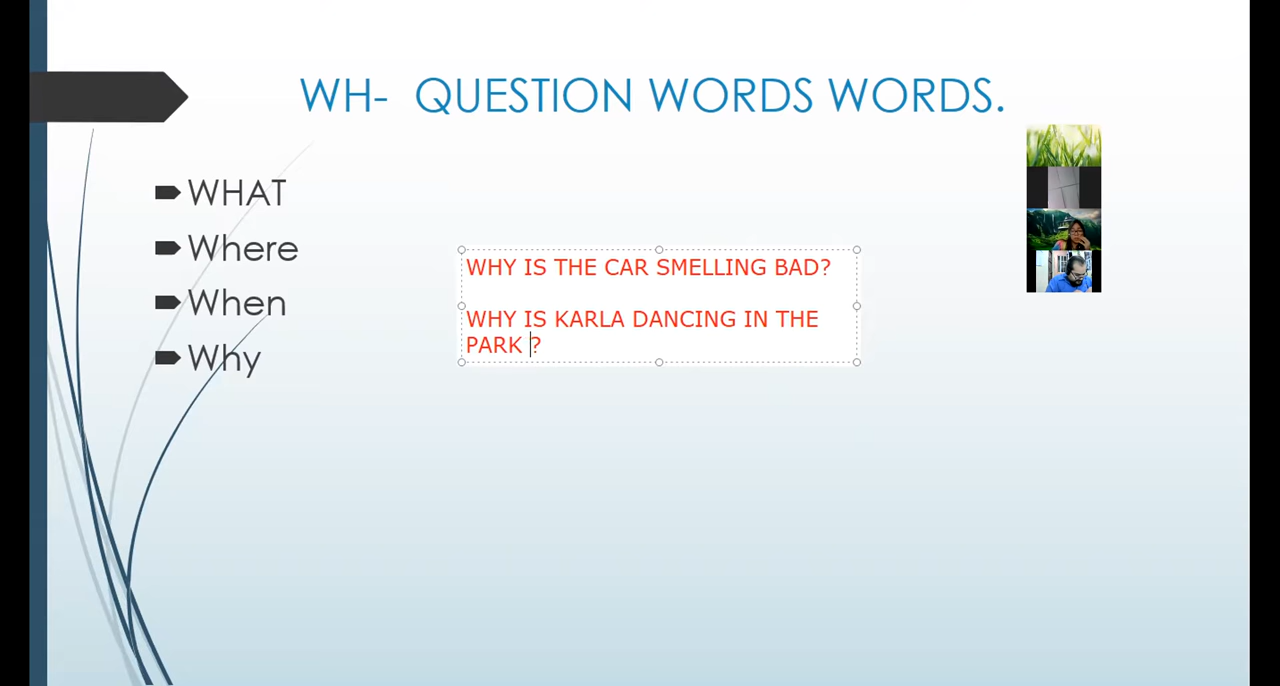 WH- QUESTION WORDS WORDS.
WHAT
Where
When
Why
WHY IS THE CAR SMELLING BAD?
WHY IS KARLA DANCING IN THE
PARK ?